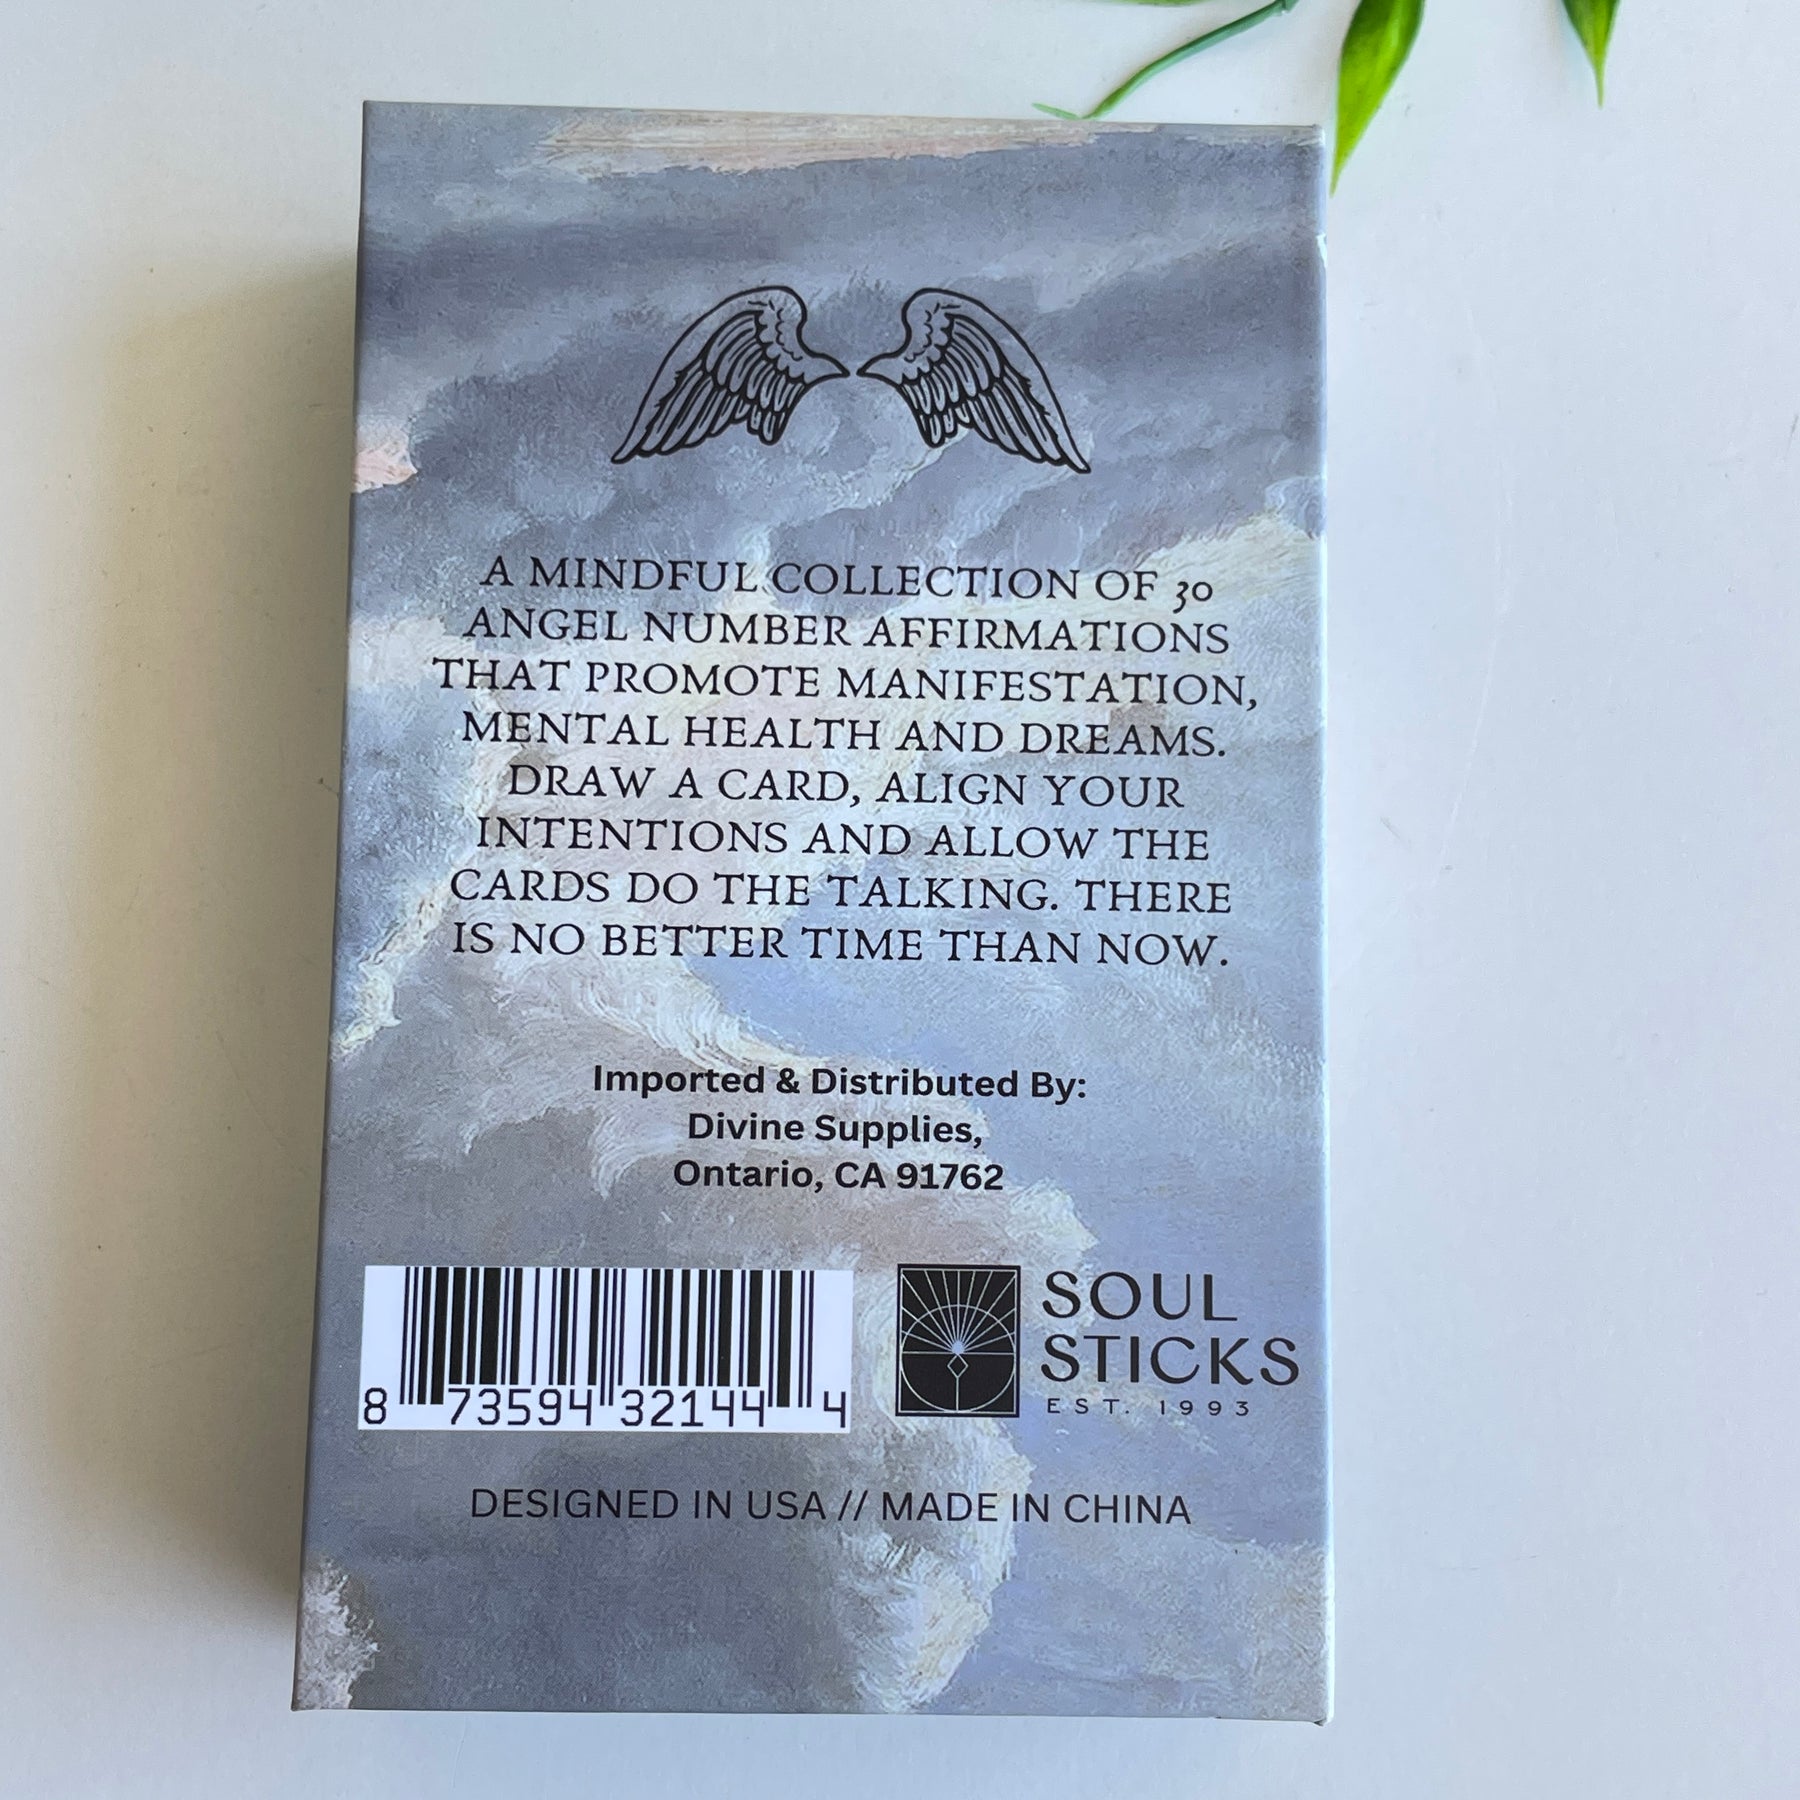 A MINDFUL COLLECTION OF 30
ANGEL NUMBER AFFIRMATIONS
THAT PROMOTE MANIFESTATION,
MENTAL HEALTH AND DREAMS.
DRAW A CARD, ALIGN YOUR
INTENTIONS AND ALLOW THE
CARDS DO THE TALKING. THERE
IS NO BETTER TIME THAN NOW.
Imported & Distributed By:
Divine Supplies,
Ontario, CA 91762
8 73594 32144 4
SOUL
STICKS
EST. 1993
DESIGNED IN USA // MADE IN CHINA